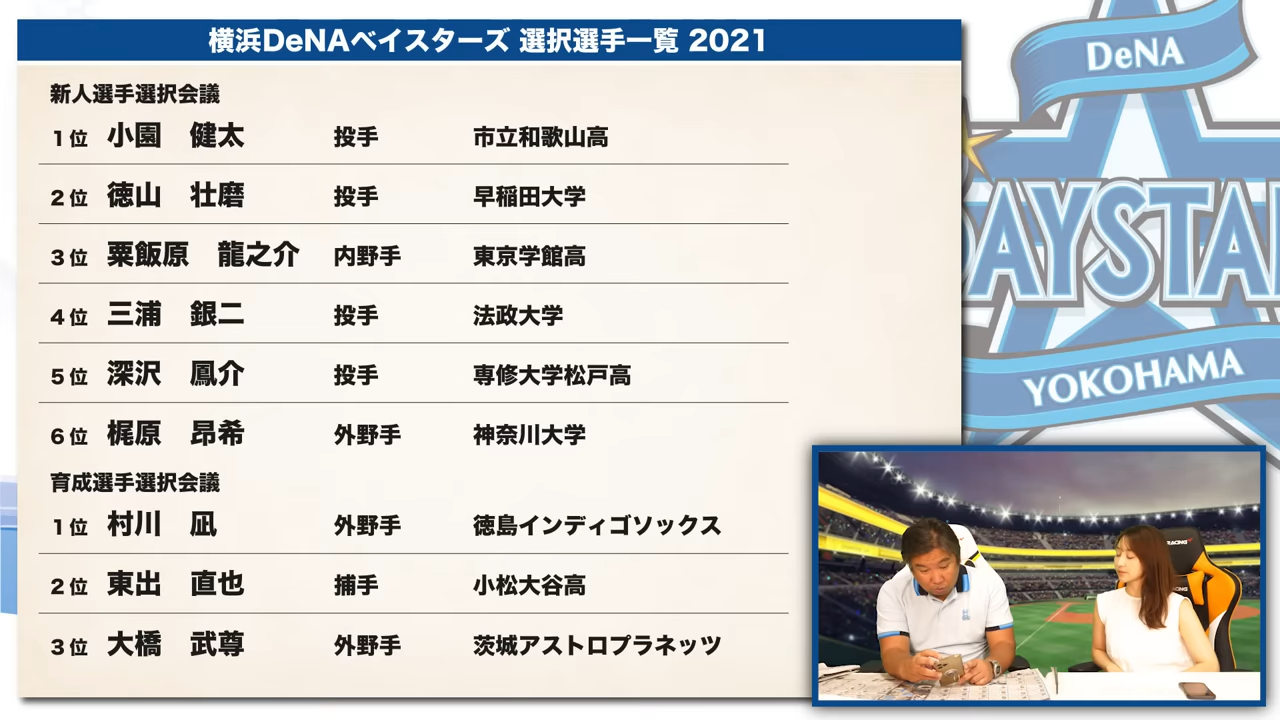 横浜DeNAベイスターズ 選択選手一覧 2021
新人選手選択会議
1位 小園 健太 投手 市立和歌山高
2位 徳山 壮磨 投手 早稲田大学
3位 粟飯原 龍之介 内野手 東京学館高
4位 三浦 銀二 投手 法政大学
5位 深沢 鳳介 投手 専修大学松戸高
6位 梶原 昂希 外野手 神奈川大学
育成選手選択会議
1位 村川 凪 外野手 徳島インディゴソックス
2位 東出 直也 捕手 小松大谷高
3位 大橋 武尊 外野手 茨城アストロプラネッツ
DeNA
BAYSTA
YOKOHAMA
RACING
RACING